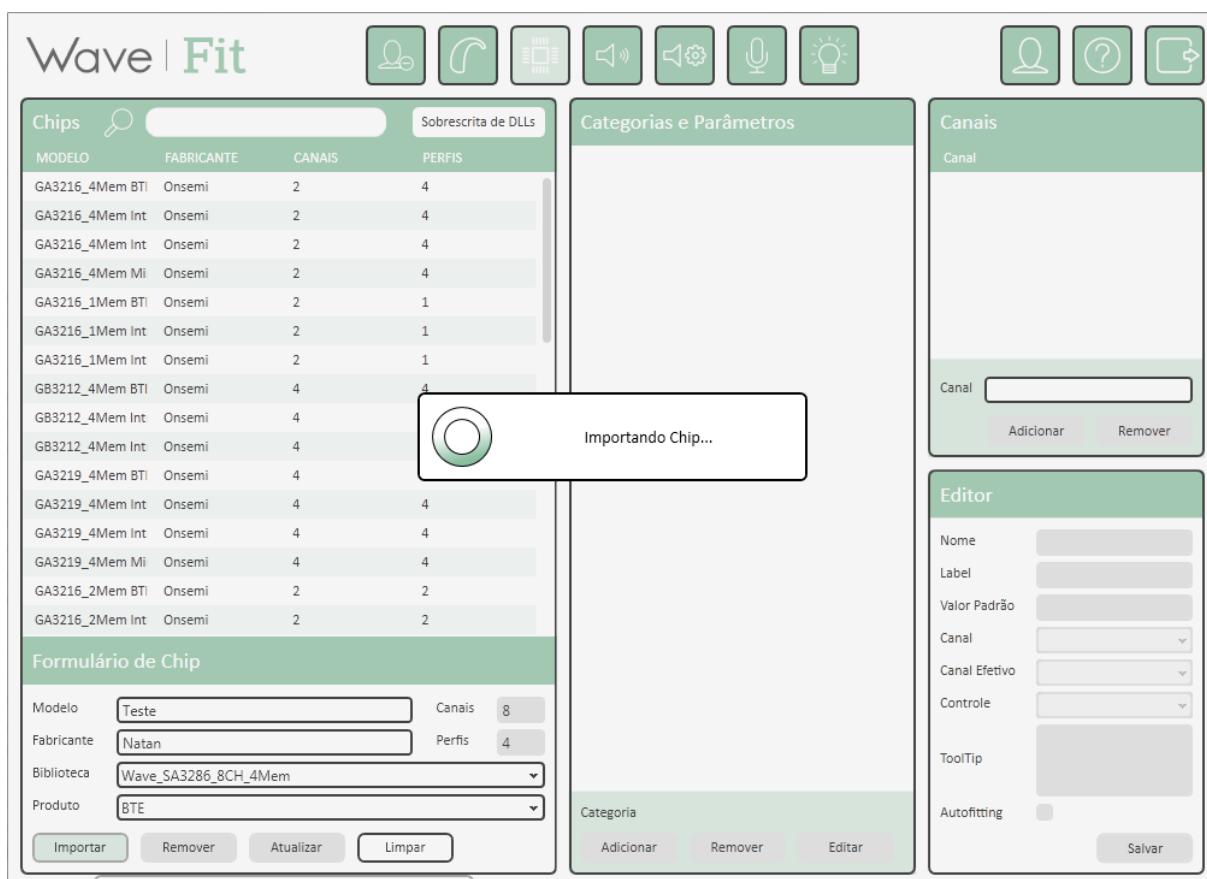 Wave | Fit
Chips
Sobrescrita de DLLs
MODELO FABRICANTE CANAIS PERFIS
GA3216_4Mem BTI Onsemi 2 4
GA3216_4Mem Int Onsemi 2 4
GA3216_4Mem Int Onsemi 2 4
GA3216_4Mem Mi Onsemi 2 4
GA3216_1Mem BTI Onsemi 2 1
GA3216_1Mem Int Onsemi 2 1
GA3216_1Mem Int Onsemi 2 1
GB3212_4Mem BTI Onsemi 4 4
GB3212_4Mem Int Onsemi 4
GB3212_4Mem Int Onsemi 4
GA3219_4Mem BTI Onsemi 4
GA3219_4Mem Int Onsemi 4 4
GA3219_4Mem Int Onsemi 4 4
GA3219_4Mem Mi Onsemi 4 4
GA3216_2Mem BTI Onsemi 2 2
GA3216_2Mem Int Onsemi 2 2
Importando Chip...
Formulário de Chip
Modelo Teste Canais 8
Fabricante Natan Perfis 4
Biblioteca Wave_SA3286_8CH_4Mem
Produto BTE
Importar Remover Atualizar Limpar
Categorias e Parâmetros
Categoria
Adicionar Remover Editar
Canais
Canal
Canal
Adicionar Remover
Editor
Nome
Label
Valor Padrão
Canal
Canal Efetivo
Controle
ToolTip
Autofitting
Salvar